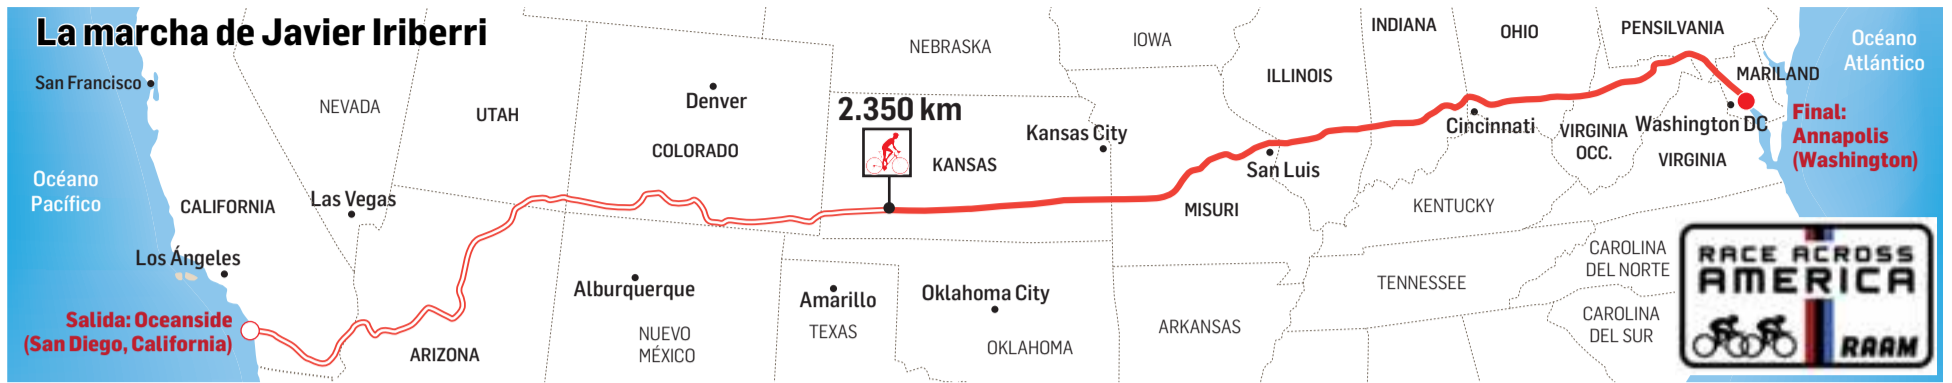 La marcha de Javier Iriberri
San Francisco
NEVADA
UTAH
Denver
COLORADO
NEBRASKA
IOWA
ILLINOIS
INDIANA
OHIO
PENSILVANIA
MARILAND
Océano
Atlántico
2.350 km
KANSAS
Kansas City
San Luis
Cincinnati
VIRGINIA
OCC.
Washington DC
VIRGINIA
Final:
Annapolis
(Washington)
Océano
Pacífico
CALIFORNIA
Las Vegas
Los Ángeles
MISURI
KENTUCKY
Salida: Oceanside
(San Diego, California)
ARIZONA
Alburquerque
NUEVO
MÉXICO
Amarillo
TEXAS
Oklahoma City
OKLAHOMA
ARKANSAS
TENNESSEE
CAROLINA
DEL NORTE
CAROLINA
DEL SUR
RACE ACROSS
AMERICA
RAAM